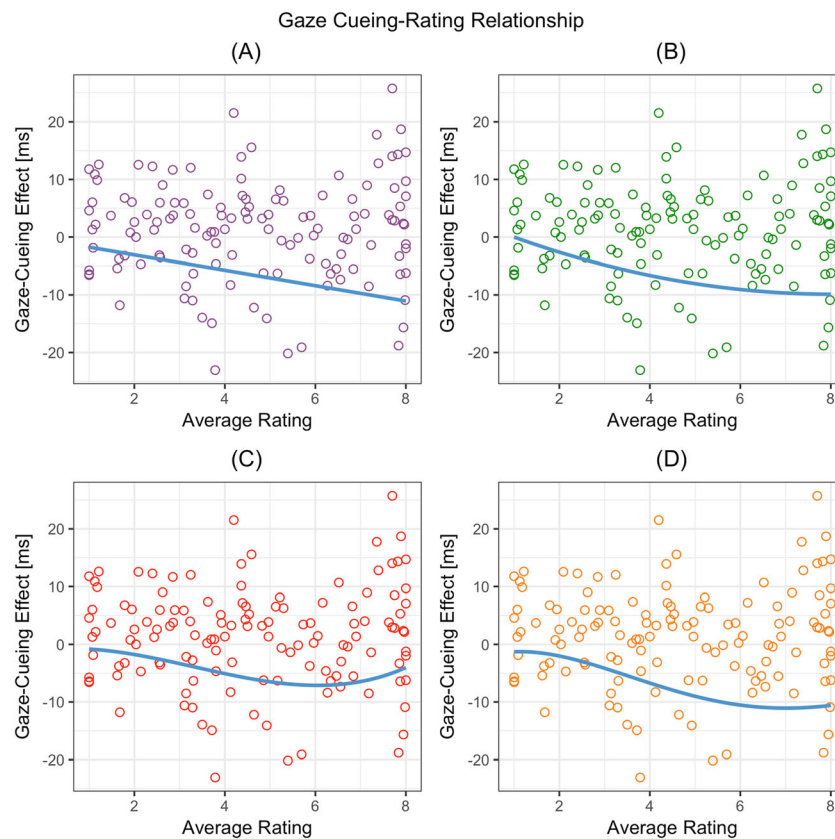 Gaze Cueing-Rating Relationship
(A)
20
10
0
-10
-20
Gaze-Cueing Effect [ms]
2 4 6 8
Average Rating
(B)
20
10
0
-10
-20
Gaze-Cueing Effect [ms]
2 4 6 8
Average Rating
(C)
20
10
0
-10
-20
Gaze-Cueing Effect [ms]
2 4 6 8
Average Rating
(D)
20
10
0
-10
-20
Gaze-Cueing Effect [ms]
2 4 6 8
Average Rating